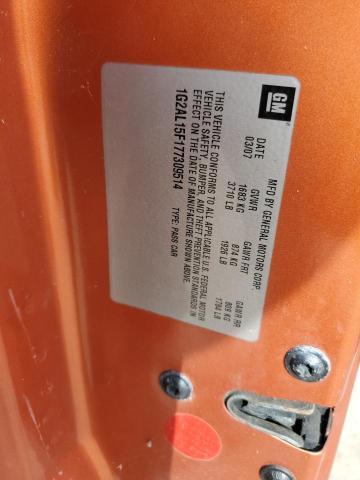 GM
MFD BY GENERAL MOTORS CORP
DATE GVWR GAWR FRT GAWR RR
03/07 1683 KG 874 KG 809 KG
3710 LB 1926 LB 1784 LB
THIS VEHICLE CONFORMS TO ALL APPLICABLE U.S. FEDERAL MOTOR
VEHICLE SAFETY, BUMPER, AND THEFT PREVENTION STANDARDS IN
EFFECT ON THE DATE OF MANUFACTURE SHOWN ABOVE.
1G2AL15F177309514 TYPE: PASS CAR